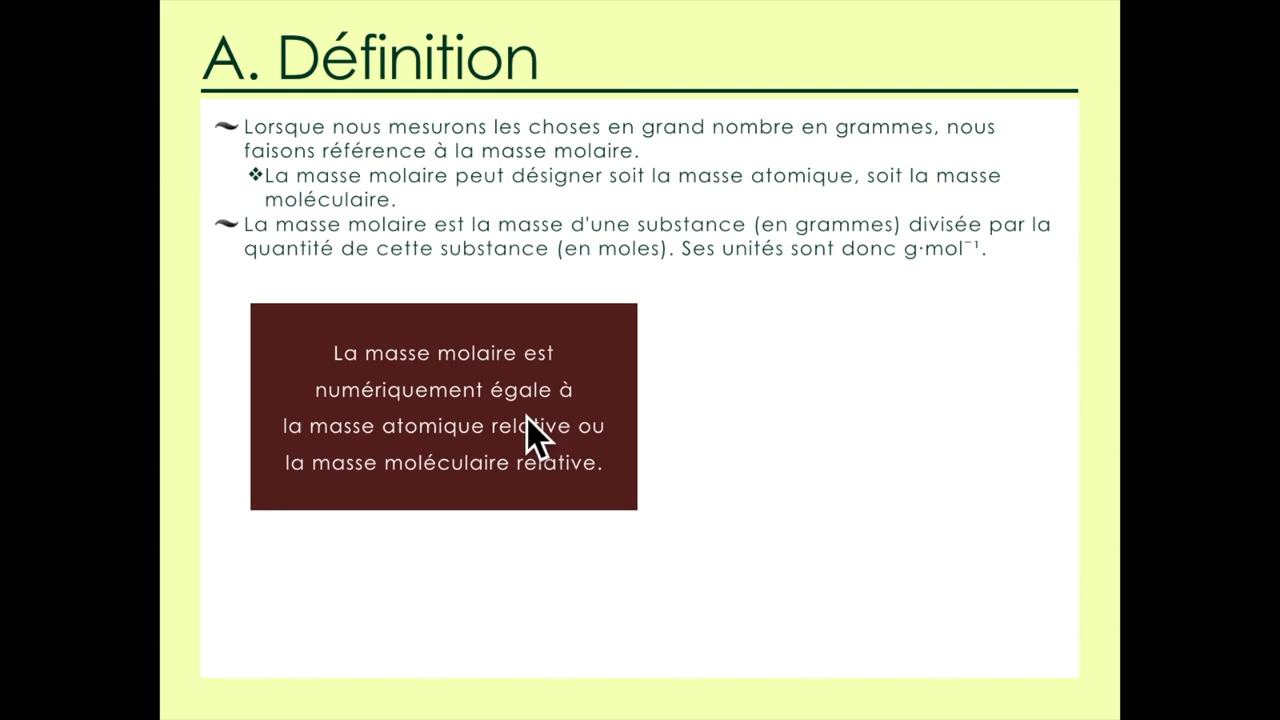 A. Définition
Lorsque nous mesurons les choses en grand nombre en grammes, nous
faisons référence à la masse molaire.
La masse molaire peut désigner soit la masse atomique, soit la masse
moléculaire.
La masse molaire est la masse d'une substance (en grammes) divisée par la
quantité de cette substance (en moles). Ses unités sont donc g·mol⁻¹.
La masse molaire est
numériquement égale à
la masse atomique relative ou
la masse moléculaire relative.